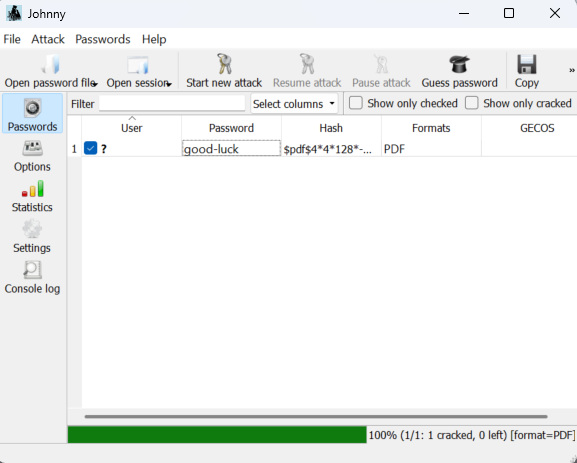 Johnny
File Attack Passwords Help
Open password file Open session Start new attack Resume attack Pause attack Guess password Copy »
Passwords
Options
Statistics
Settings
Console log
Filter Select columns Show only checked Show only cracked
User Password Hash Formats GECOS
1 ? good-luck $pdf$4*4*128*-... PDF
100% (1/1: 1 cracked, 0 left) [format=PDF]